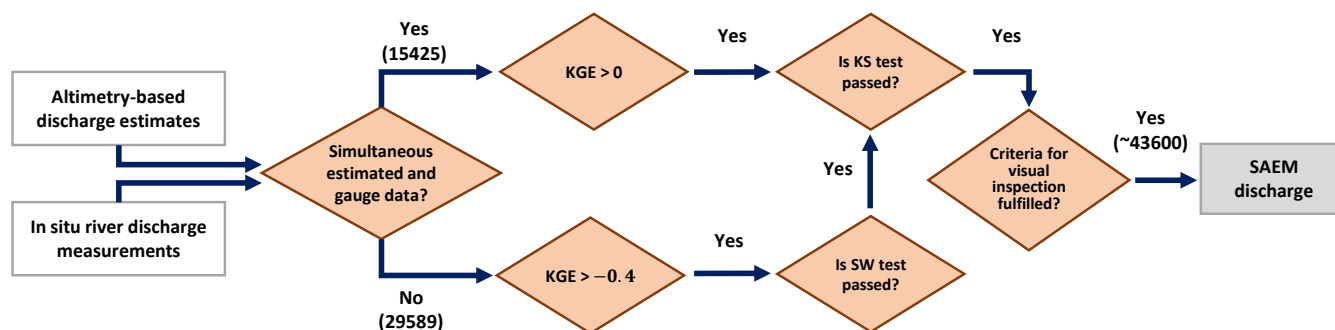 Altimetry-based
discharge estimates
In situ river discharge
measurements
Simultaneous
estimated and
gauge data?
Yes
(15425)
No
(29589)
KGE > 0
KGE > −0.4
Yes
Yes
Is KS test
passed?
Is SW test
passed?
Yes
Yes
Criteria for
visual
inspection
fulfilled?
Yes
(~43600)
SAEM
discharge